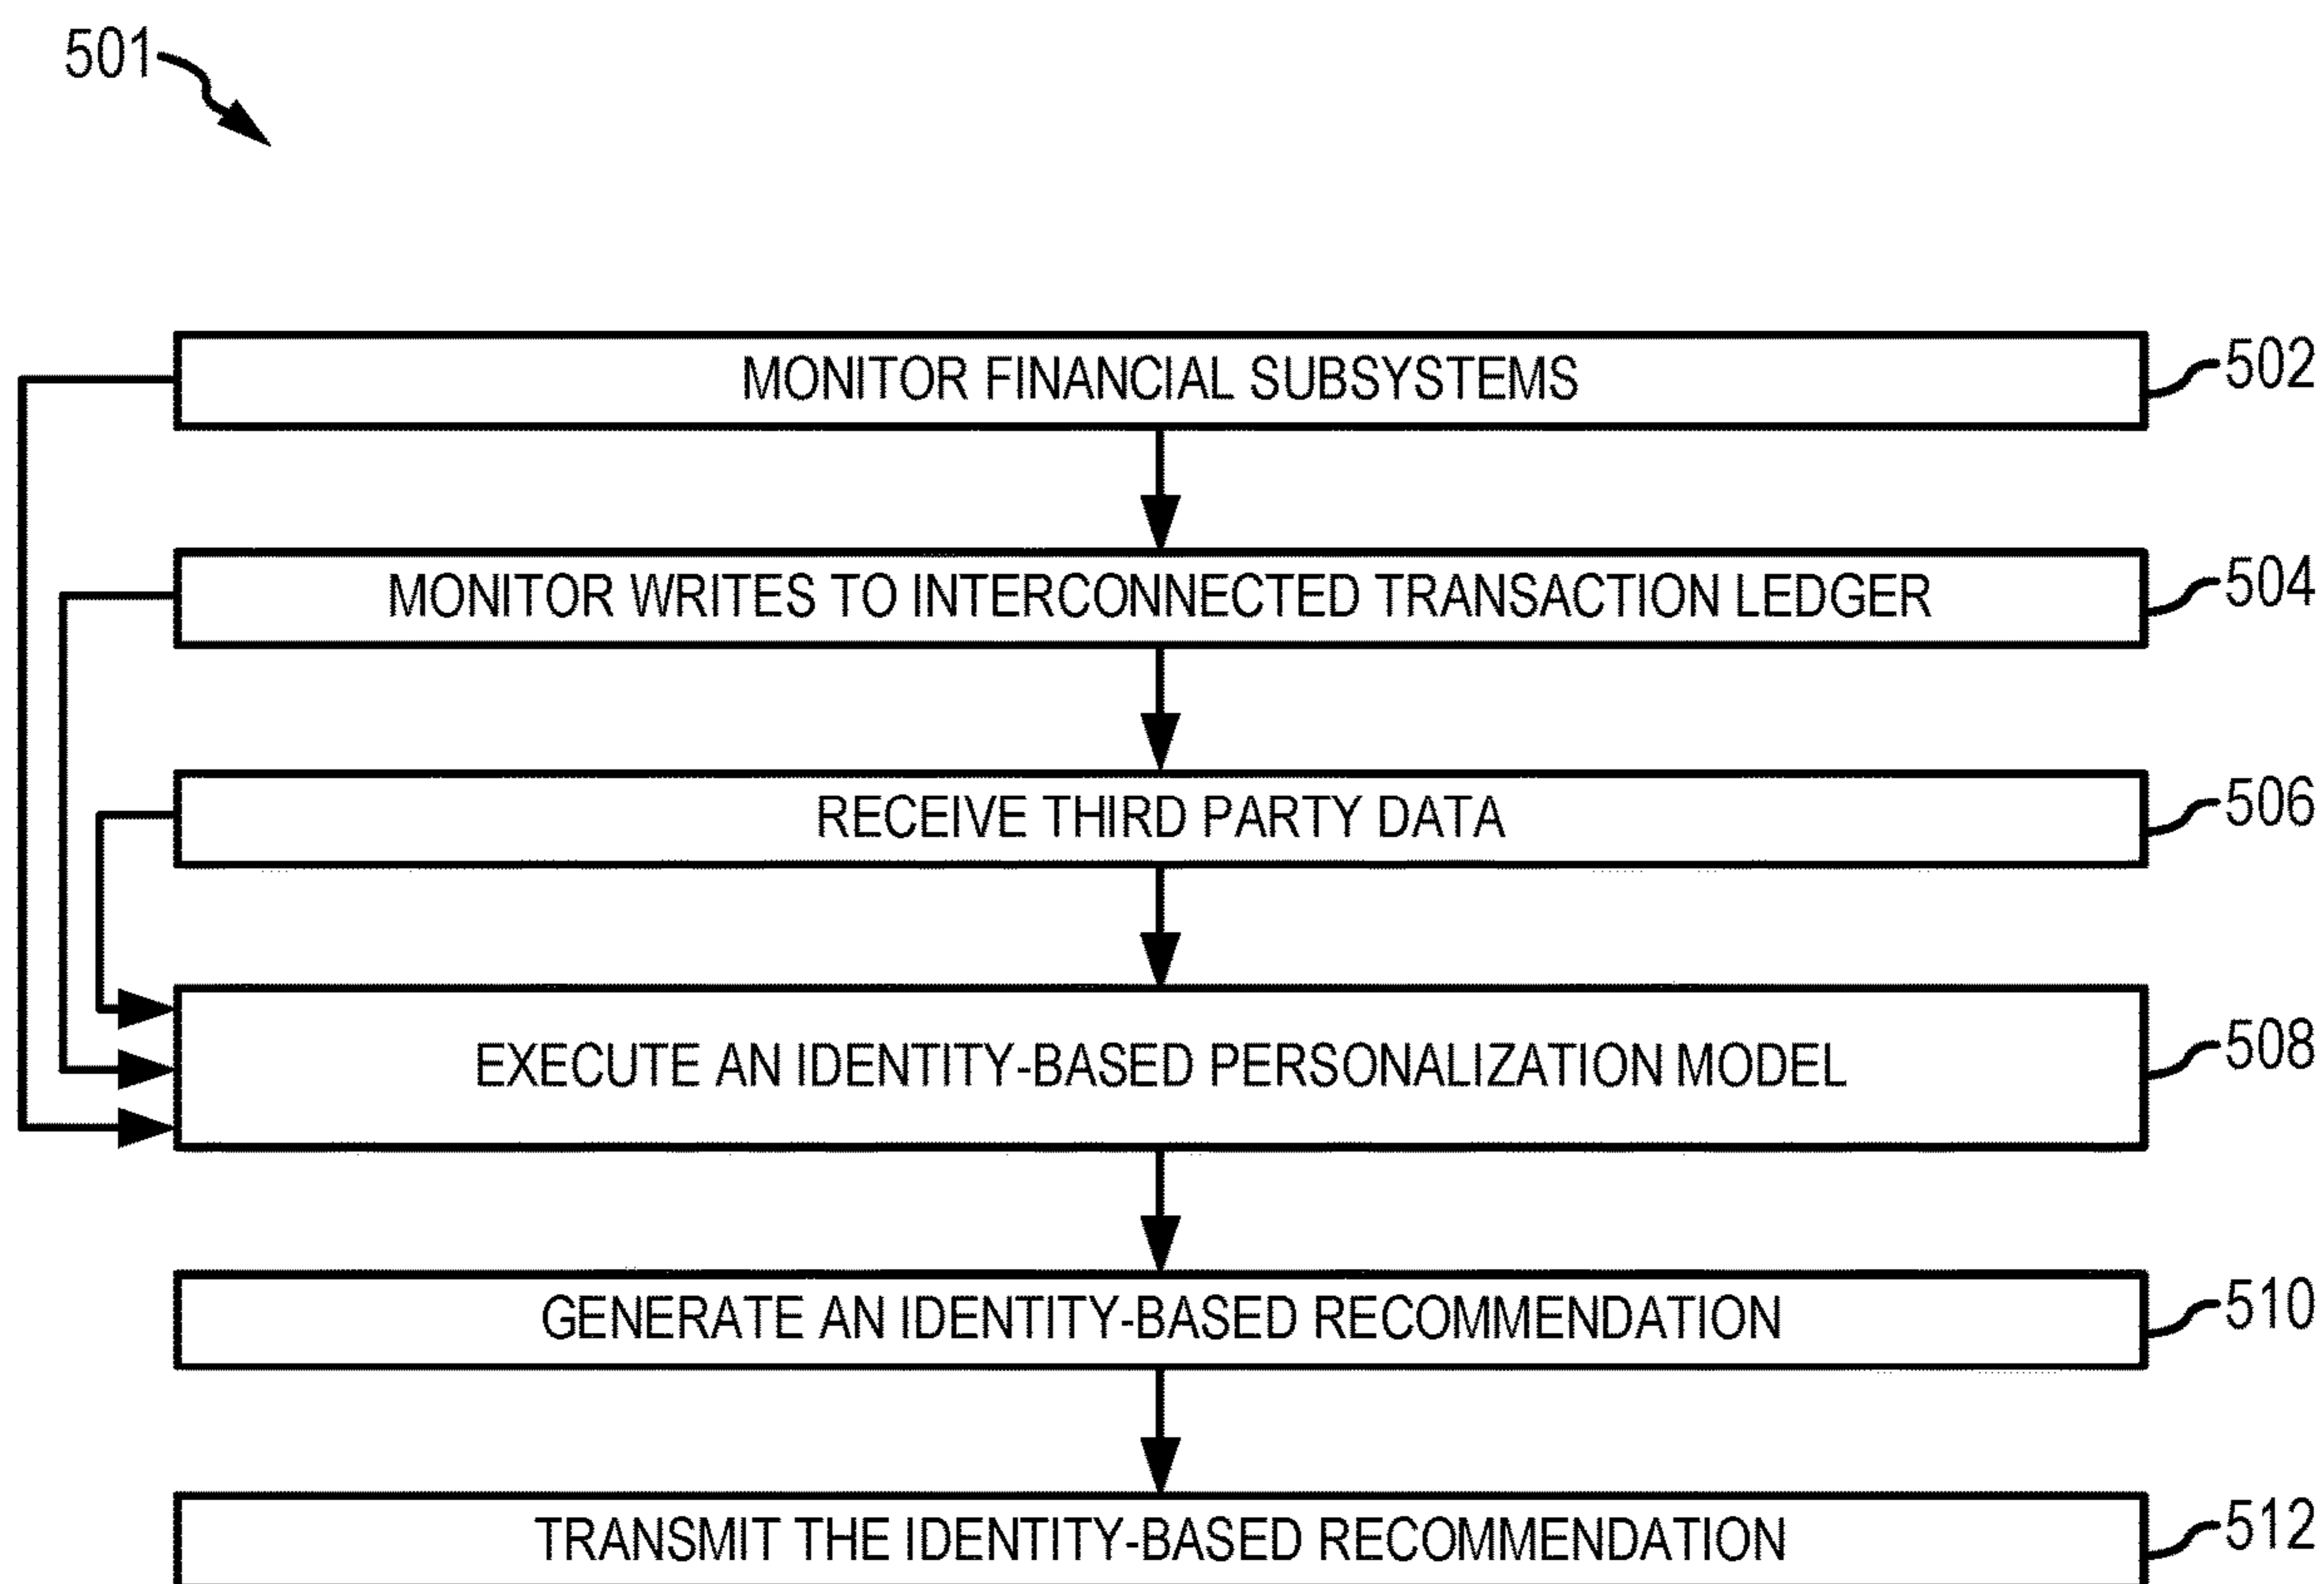 501
MONITOR FINANCIAL SUBSYSTEMS 502
MONITOR WRITES TO INTERCONNECTED TRANSACTION LEDGER 504
RECEIVE THIRD PARTY DATA 506
EXECUTE AN IDENTITY-BASED PERSONALIZATION MODEL 508
GENERATE AN IDENTITY-BASED RECOMMENDATION 510
TRANSMIT THE IDENTITY-BASED RECOMMENDATION 512